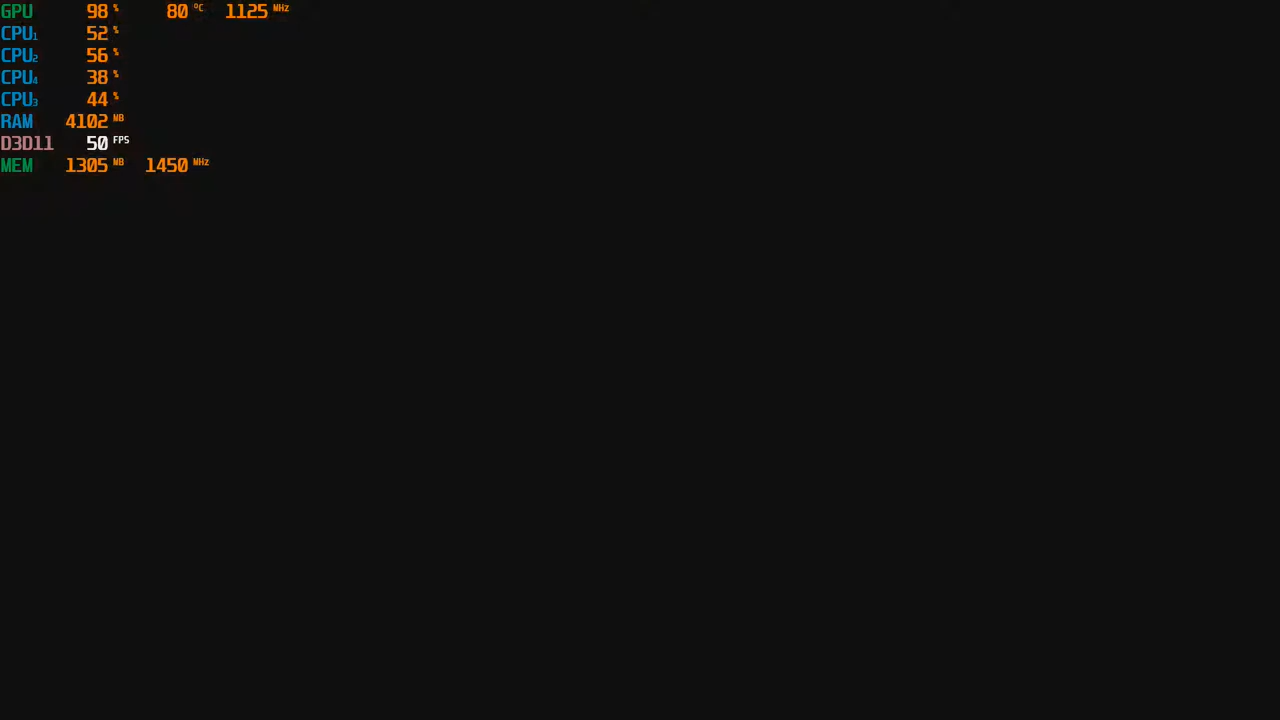 GPU 98 % 80 °C 1125 MHz
CPU1 52 %
CPU2 56 %
CPU4 38 %
CPU3 44 %
RAM 4102 MB
D3D11 50 FPS
MEM 1305 MB 1450 MHz